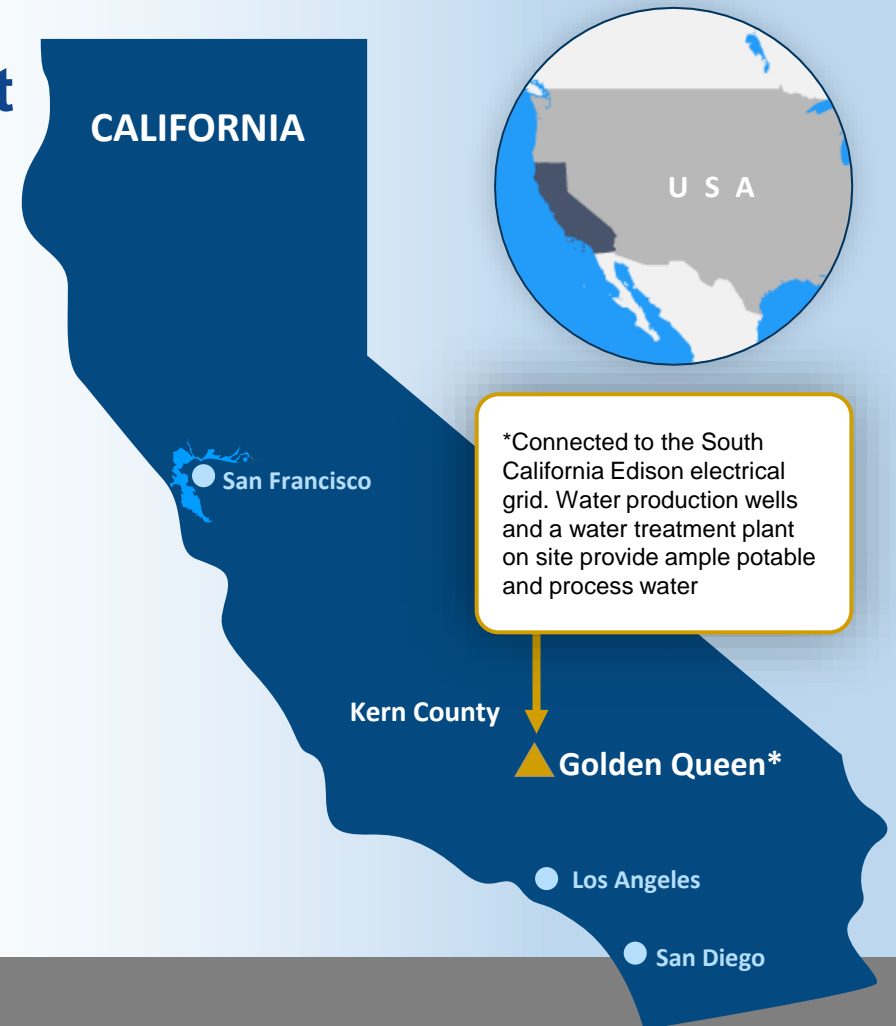 t
CALIFORNIA
U S A
*Connected to the South
California Edison electrical
grid. Water production wells
and a water treatment plant
on site provide ample potable
and process water
San Francisco
Kern County
Golden Queen*
Los Angeles
San Diego